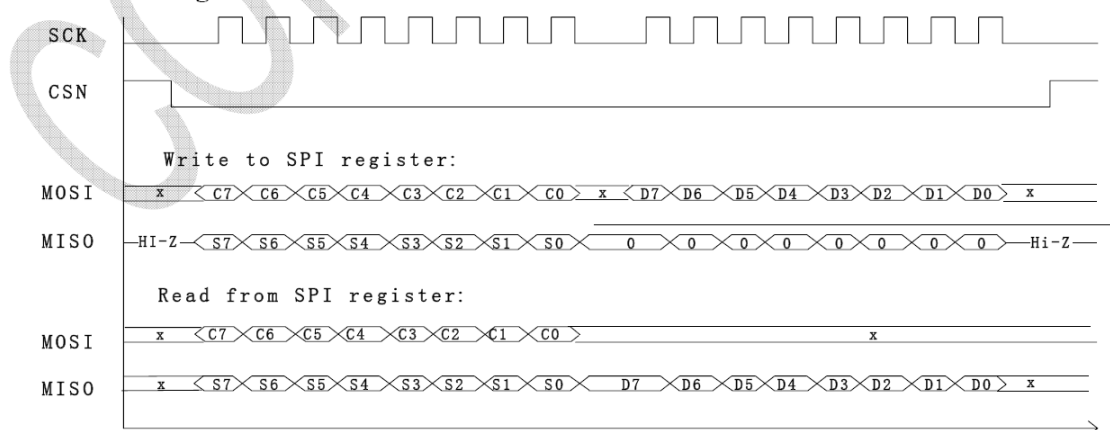 SCK
CSN
Write to SPI register:
MOSI x C7 C6 C5 C4 C3 C2 C1 C0 x D7 D6 D5 D4 D3 D2 D1 D0 x
MISO HI-Z S7 S6 S5 S4 S3 S2 S1 S0 0 0 0 0 0 0 0 0 Hi-Z
Read from SPI register:
MOSI x C7 C6 C5 C4 C3 C2 C1 C0 x
MISO x S7 S6 S5 S4 S3 S2 S1 S0 D7 D6 D5 D4 D3 D2 D1 D0 x